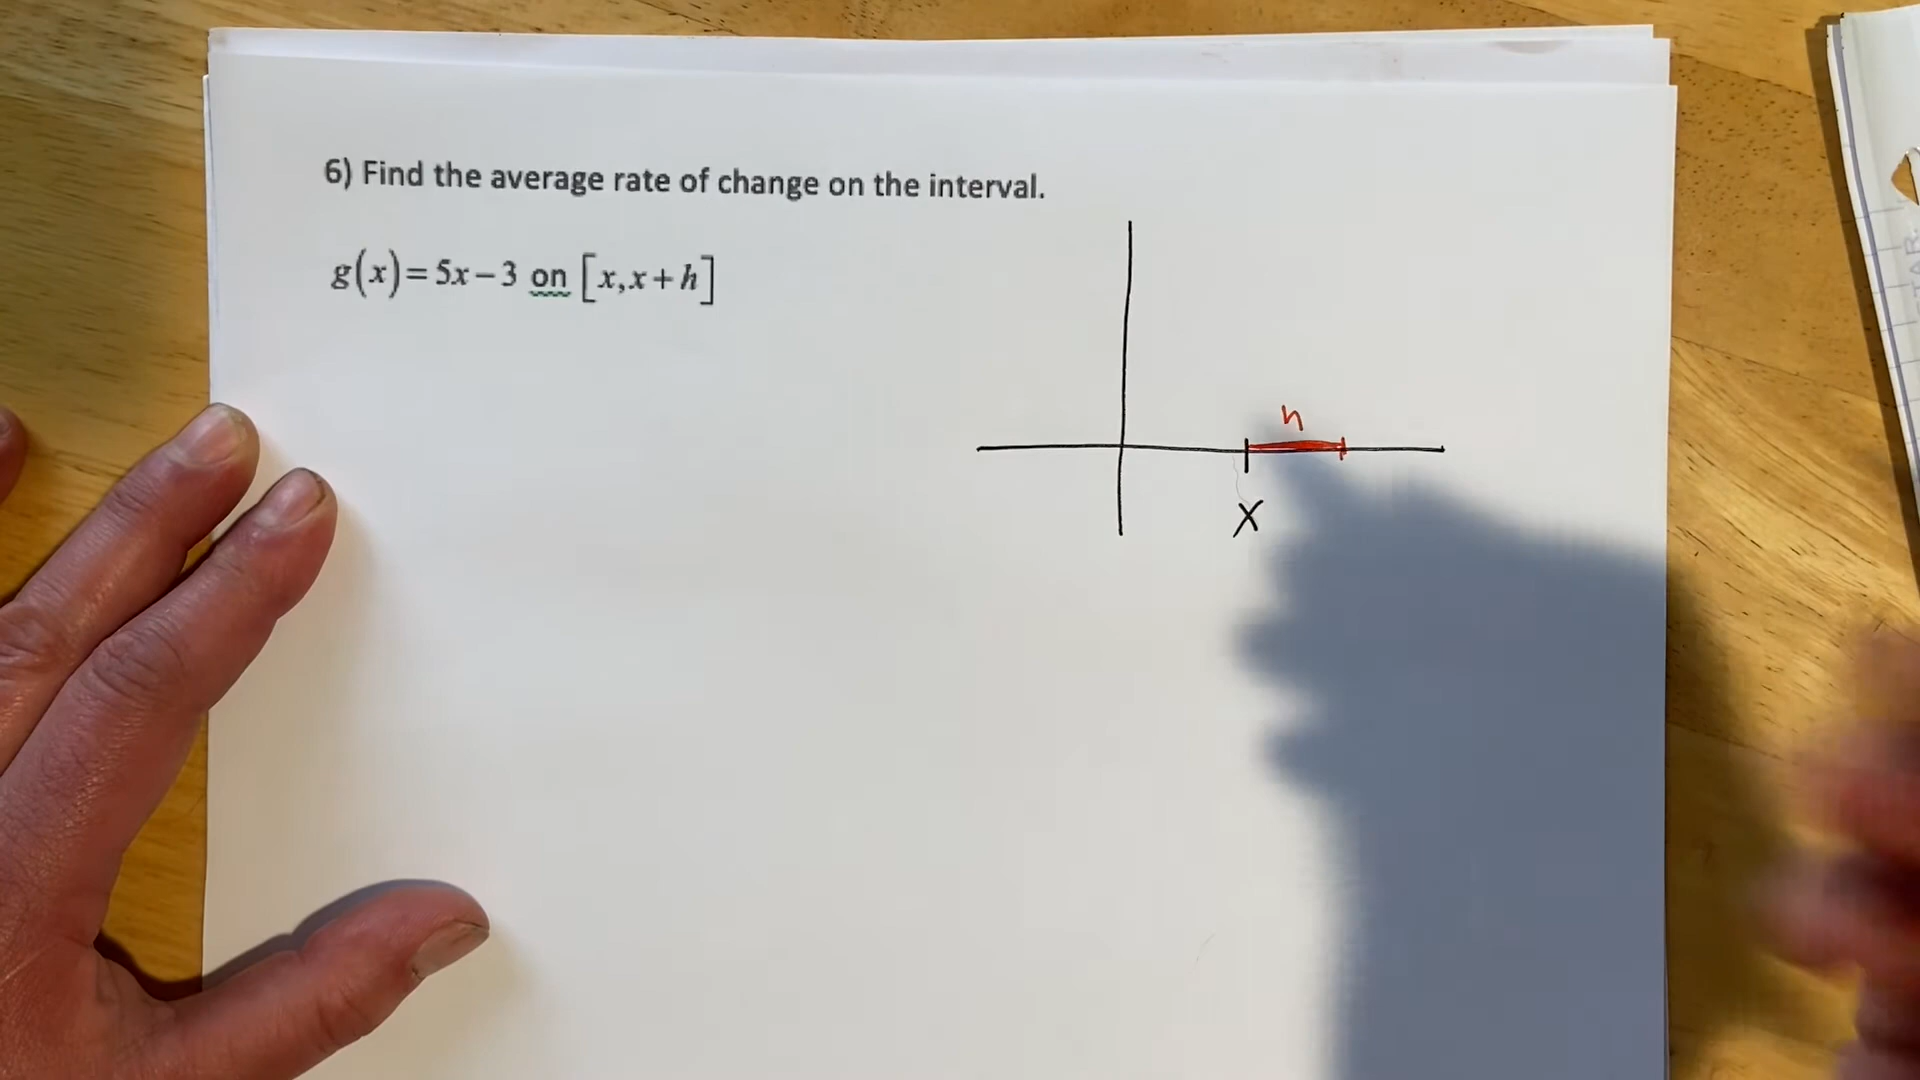 6) Find the average rate of change on the interval.
g(x)=5x-3 on [x,x+h]
h
X